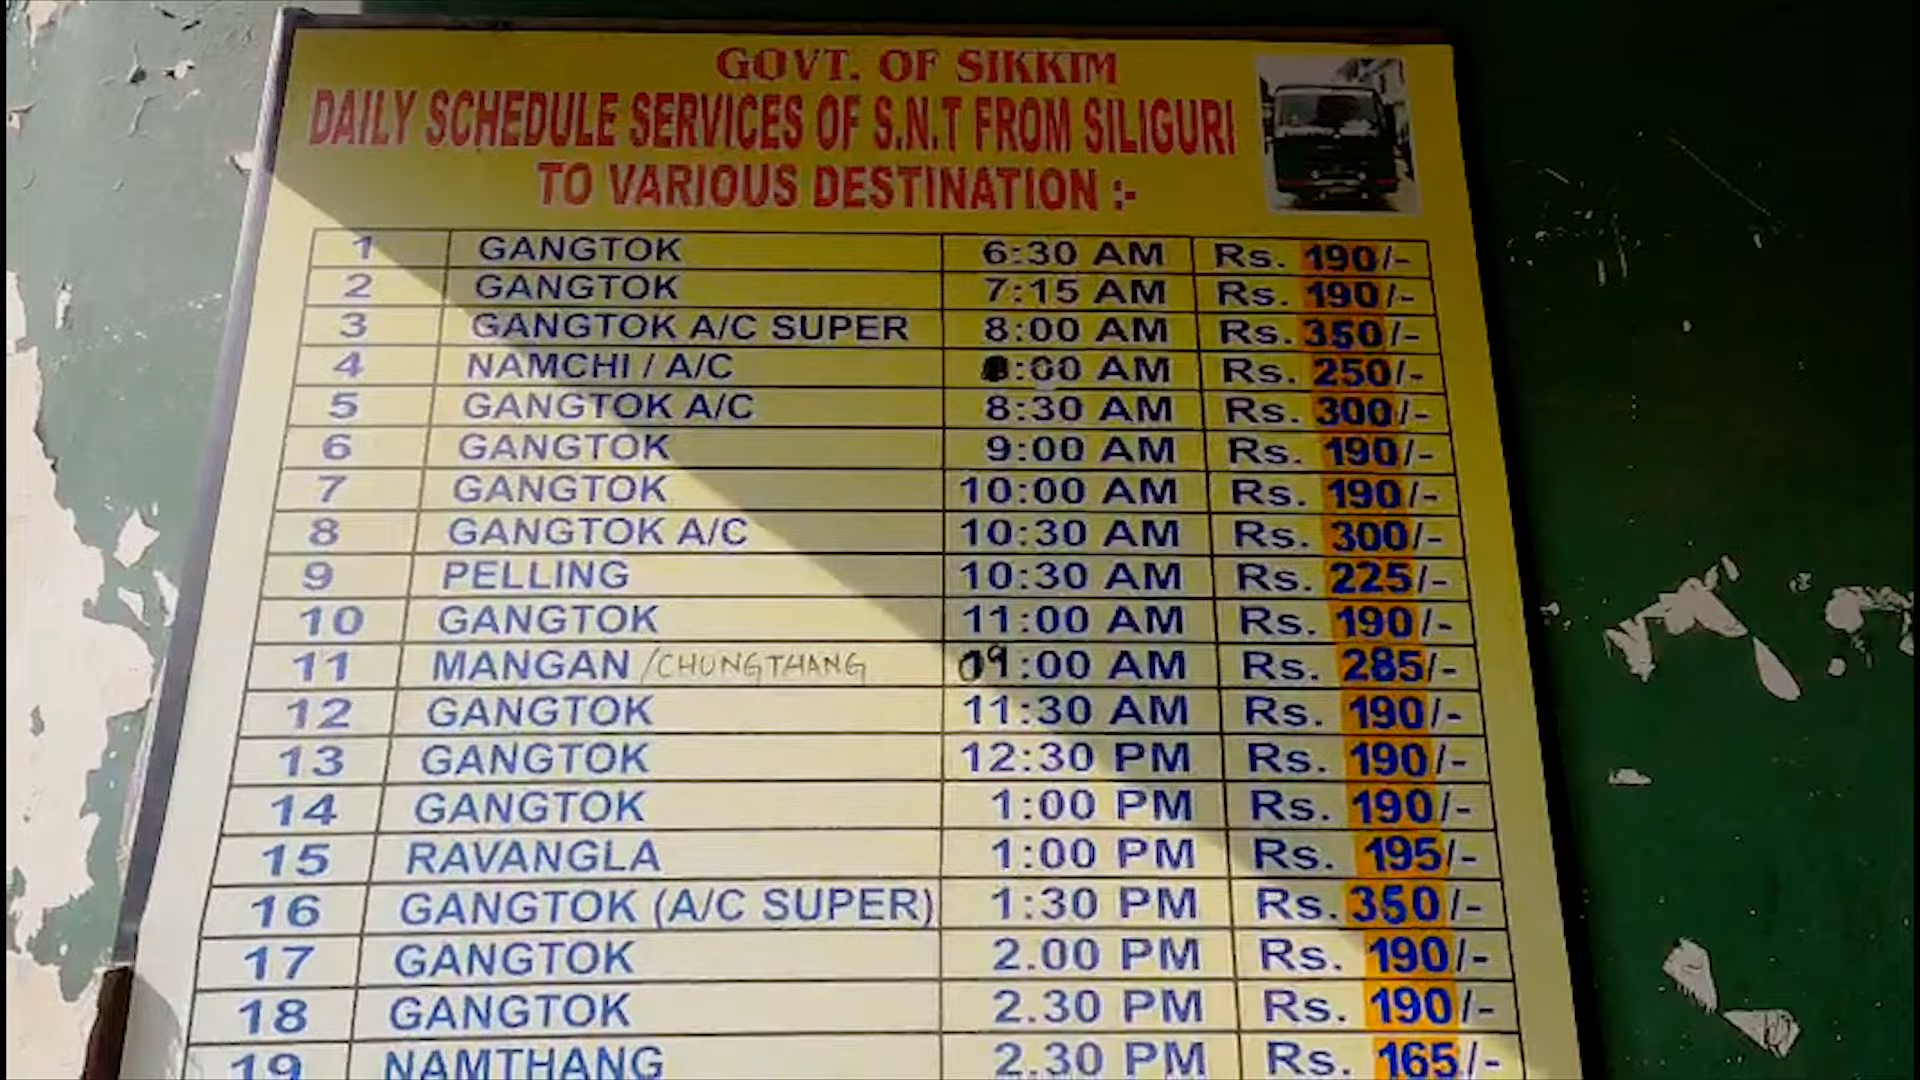 GOVT. OF SIKKIM
DAILY SCHEDULE SERVICES OF S.N.T FROM SILIGURI
TO VARIOUS DESTINATION :-
1 GANGTOK 6:30 AM Rs. 190/-
2 GANGTOK 7:15 AM Rs. 190/-
3 GANGTOK A/C SUPER 8:00 AM Rs. 350/-
4 NAMCHI / A/C :00 AM Rs. 250/-
5 GANGTOK A/C 8:30 AM Rs. 300/-
6 GANGTOK 9:00 AM Rs. 190/-
7 GANGTOK 10:00 AM Rs. 190/-
8 GANGTOK A/C 10:30 AM Rs. 300/-
9 PELLING 10:30 AM Rs. 225/-
10 GANGTOK 11:00 AM Rs. 190/-
11 MANGAN /CHUNGTHANG 09:00 AM Rs. 285/-
12 GANGTOK 11:30 AM Rs. 190/-
13 GANGTOK 12:30 PM Rs. 190/-
14 GANGTOK 1:00 PM Rs. 190/-
15 RAVANGLA 1:00 PM Rs. 195/-
16 GANGTOK (A/C SUPER) 1:30 PM Rs. 350/-
17 GANGTOK 2.00 PM Rs. 190/-
18 GANGTOK 2.30 PM Rs. 190/-
19 NAMTHANG 2.30 PM Rs. 165/-